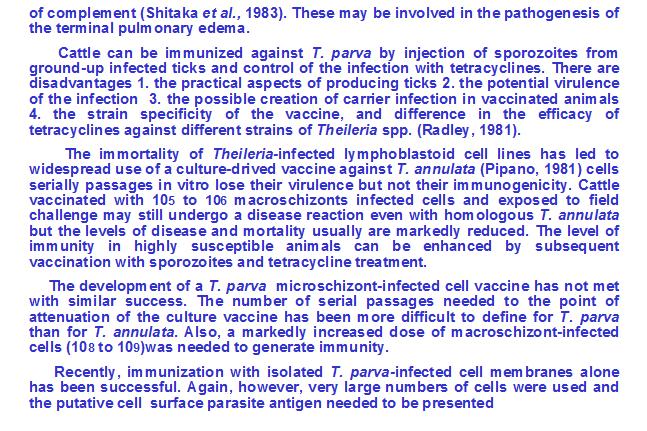 of complement (Shitaka et al., 1983). These may be involved in the pathogenesis of
the terminal pulmonary edema.
Cattle can be immunized against T. parva by injection of sporozoites from
ground-up infected ticks and control of the infection with tetracyclines. There are
disadvantages 1. the practical aspects of producing ticks 2. the potential virulence
of the infection 3. the possible creation of carrier infection in vaccinated animals
4. the strain specificity of the vaccine, and difference in the efficacy of
tetracyclines against different strains of Theileria spp. (Radley, 1981).
The immortality of Theileria-infected lymphoblastoid cell lines has led to
widespread use of a culture-drived vaccine against T. annulata (Pipano, 1981) cells
serially passages in vitro lose their virulence but not their immunogenicity. Cattle
vaccinated with 105 to 106 macroschizonts infected cells and exposed to field
challenge may still undergo a disease reaction even with homologous T. annulata
but the levels of disease and mortality usually are markedly reduced. The level of
immunity in highly susceptible animals can be enhanced by subsequent
vaccination with sporozoites and tetracycline treatment.
The development of a T. parva microschizont-infected cell vaccine has not met
with similar success. The number of serial passages needed to the point of
attenuation of the culture vaccine has been more difficult to define for T. parva
than for T. annulata. Also, a markedly increased dose of macroschizont-infected
cells (108 to 109)was needed to generate immunity.
Recently, immunization with isolated T. parva-infected cell membranes alone
has been successful. Again, however, very large numbers of cells were used and
the putative cell surface parasite antigen needed to be presented